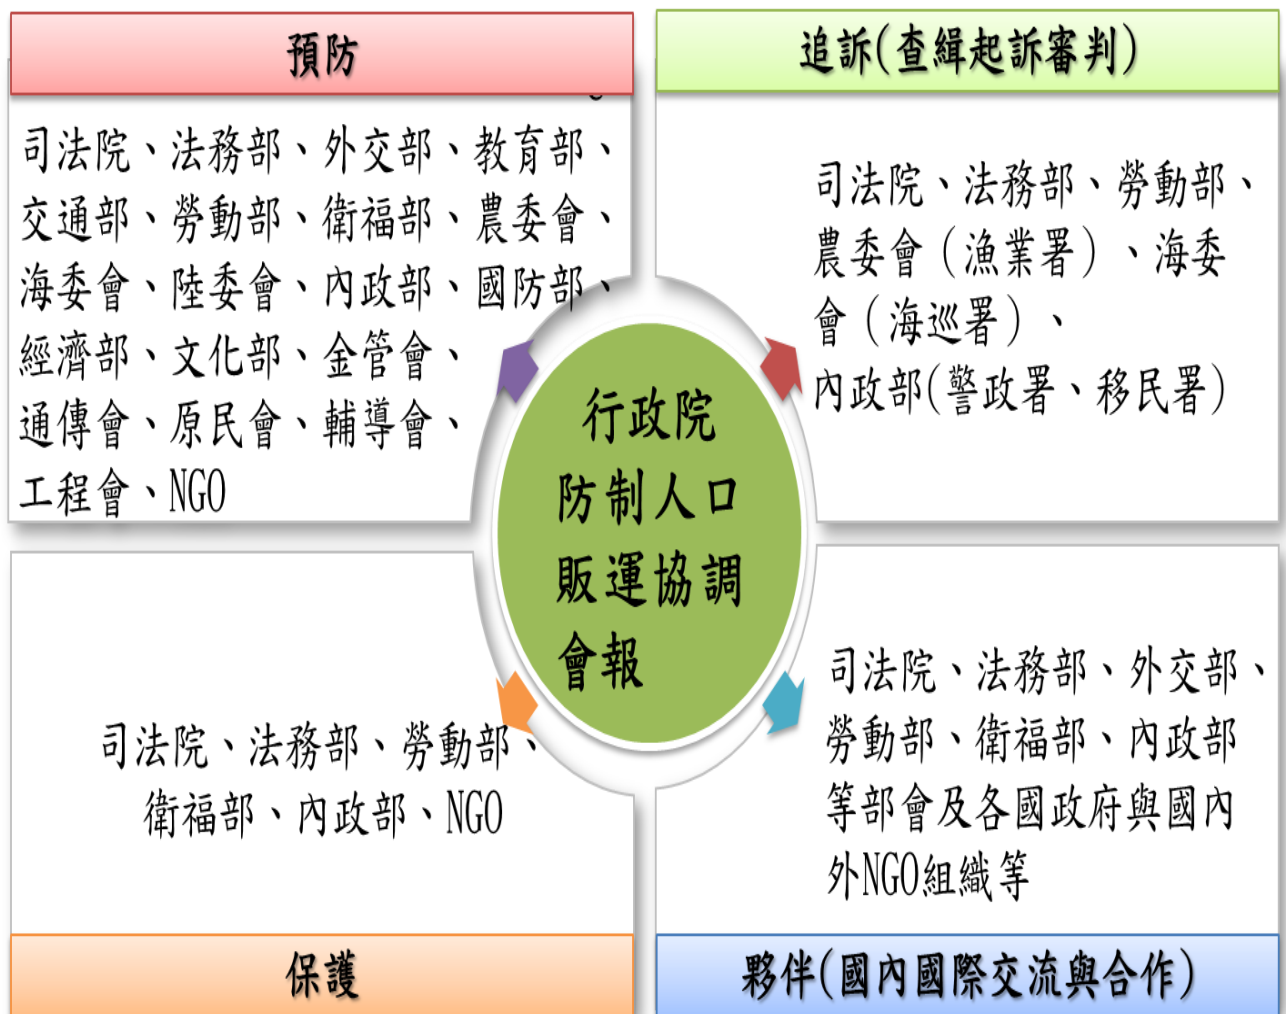 預防
司法院、法務部、外交部、教育部、
交通部、勞動部、衛福部、農委會、
海委會、陸委會、內政部、國防部、
經濟部、文化部、金管會、
通傳會、原民會、輔導會、
工程會、NGO
追訴(查緝起訴審判)
司法院、法務部、勞動部、
農委會（漁業署）、海委
會（海巡署）、
內政部(警政署、移民署)
行政院
防制人口
販運協調
會報
司法院、法務部、勞動部、
衛福部、內政部、NGO
保護
司法院、法務部、外交部、
勞動部、衛福部、內政部
等部會及各國政府與國內
外NGO組織等
夥伴(國內國際交流與合作)